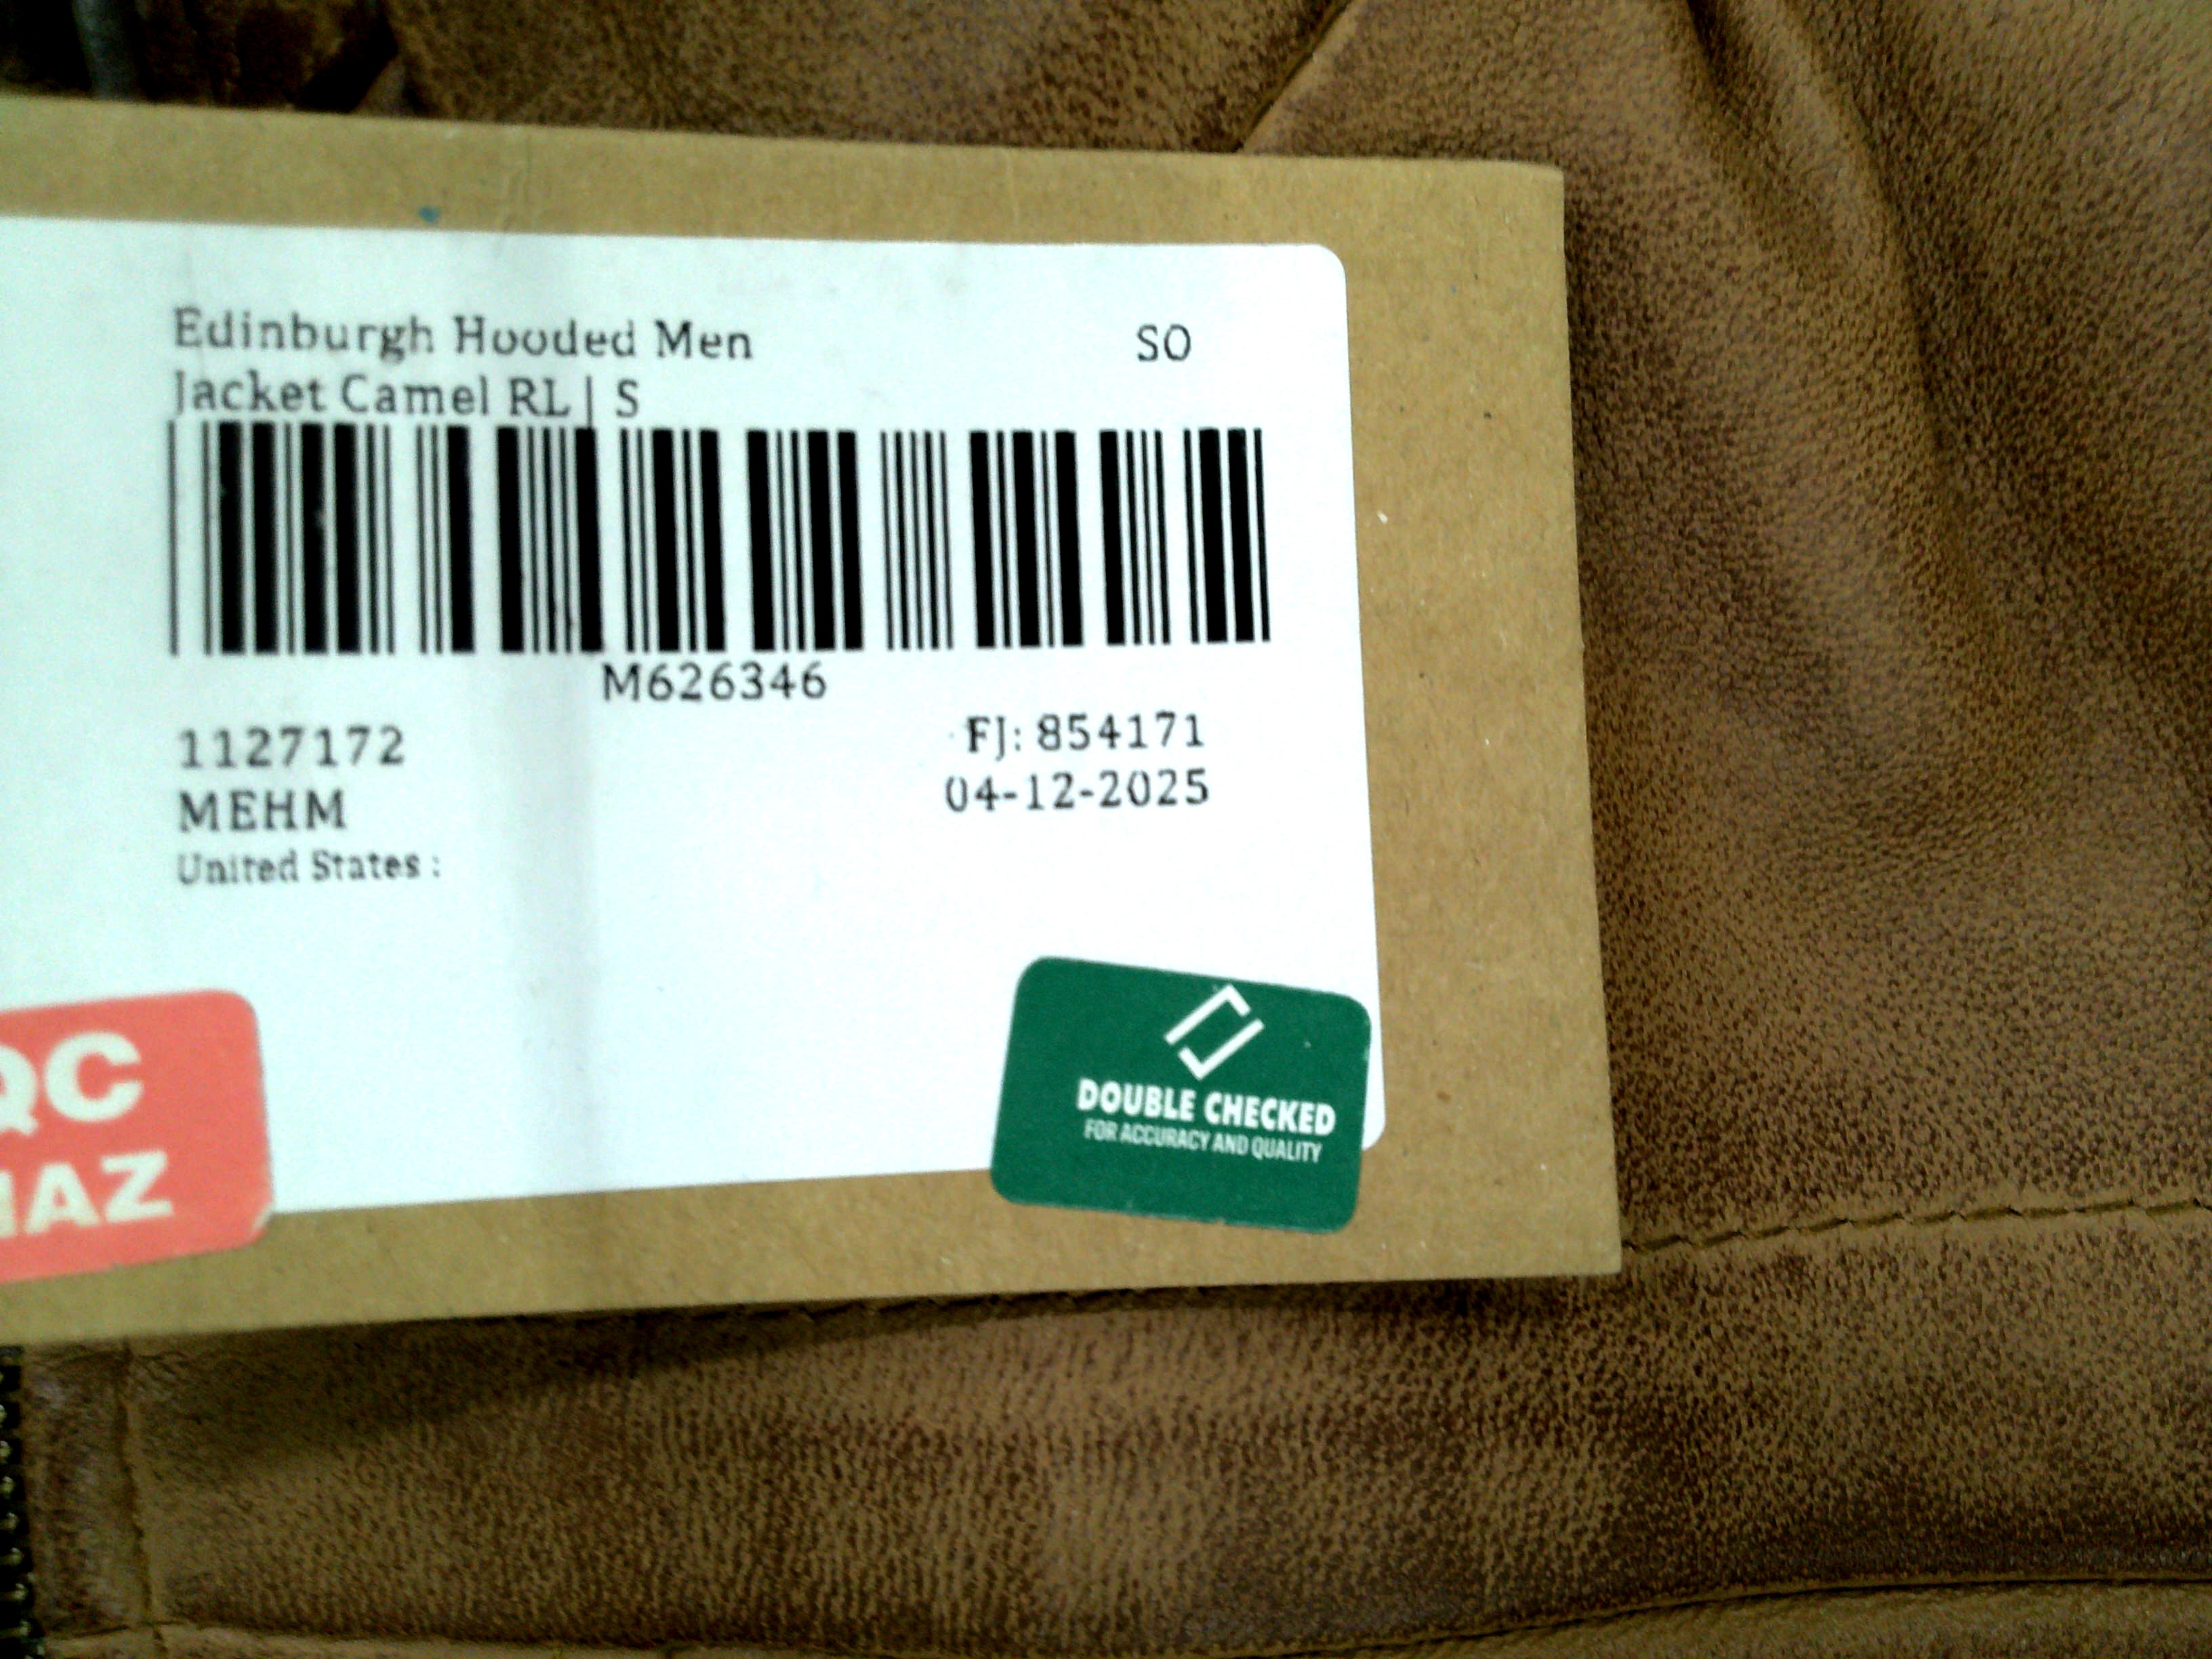 Edinburgh Hooded Men SO
Jacket Camel RL | S
M626346
1127172 FJ: 854171
MEHM 04-12-2025
United States :
QC
DOUBLE CHECKED
FOR ACCURACY AND QUALITY